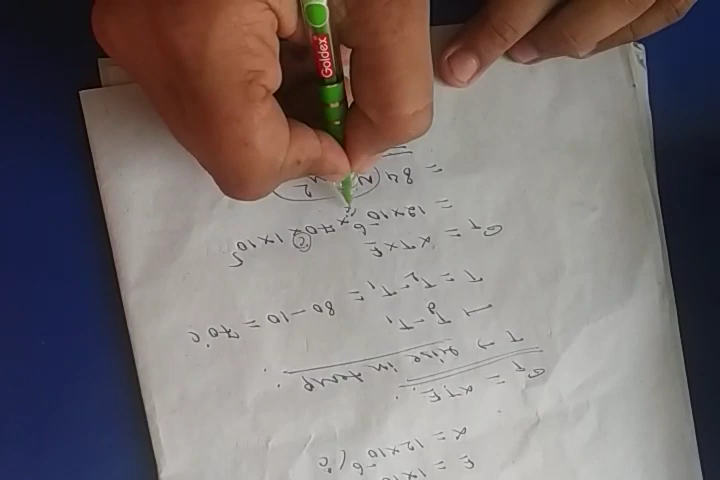 E = 1×10
α = 12×10⁻⁶/°C
σT = αTE.
T → Rise in temp.
T₂-T₁
T = T₂-T₁ = 80-10 = 70°C
σT = αT×E
= 12×10⁻⁶×70×1×10⁵
= 84
Goldex